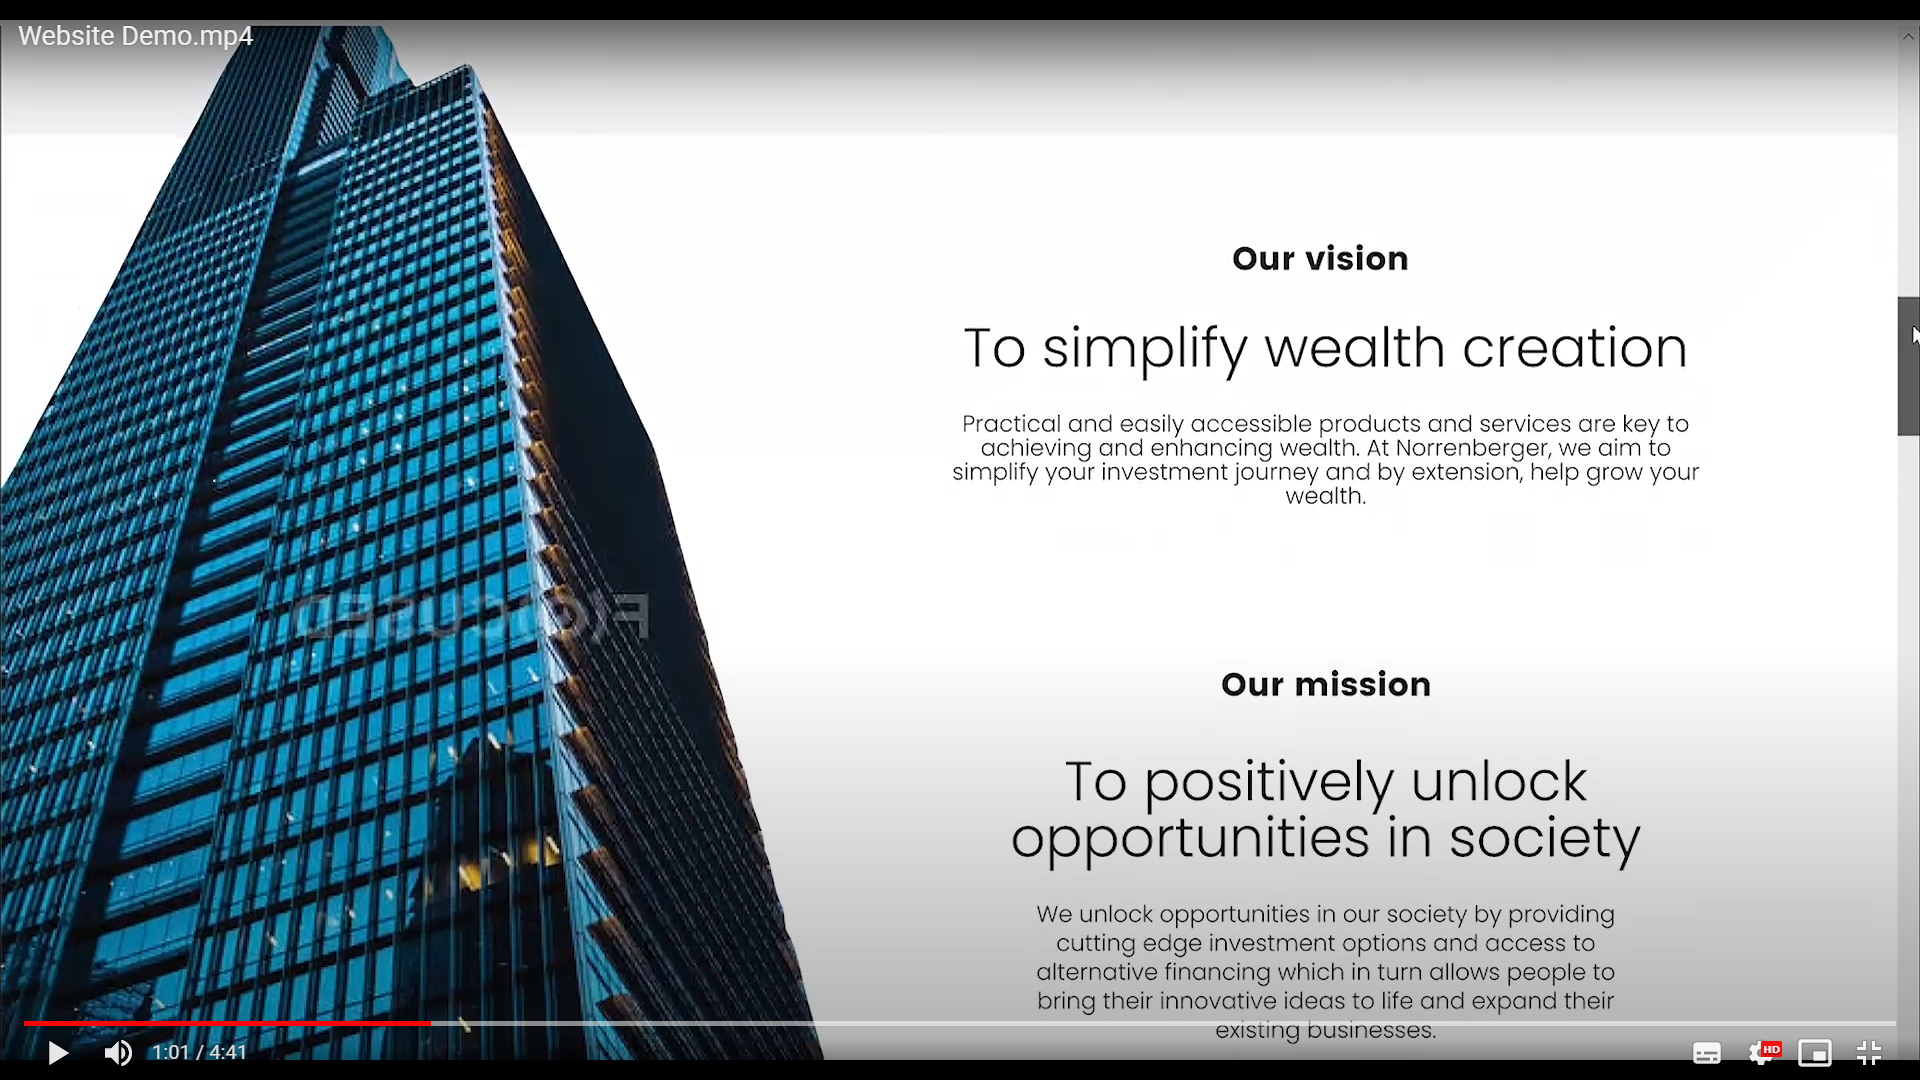 Website Demo.mp4
Our vision
To simplify wealth creation
Practical and easily accessible products and services are key to
achieving and enhancing wealth. At Norrenberger, we aim to
simplify your investment journey and by extension, help grow your
wealth.
FOCUSED
Our mission
To positively unlock
opportunities in society
We unlock opportunities in our society by providing
cutting edge investment options and access to
alternative financing which in turn allows people to
bring their innovative ideas to life and expand their
existing businesses.
1:01 / 4:41
HD